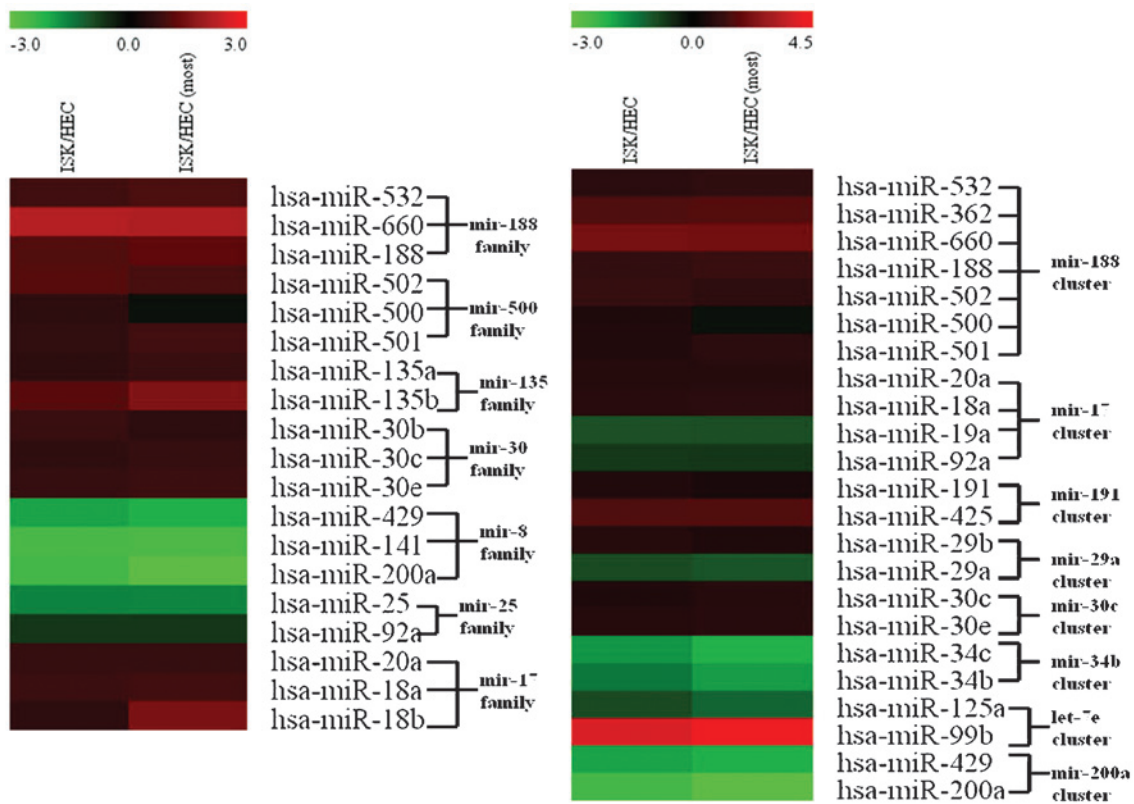 -3.0 0.0 3.0
ISK/HEC
ISK/HEC (most)
hsa-miR-532
hsa-miR-660
hsa-miR-188
mir-188
family
hsa-miR-502
hsa-miR-500
hsa-miR-501
mir-500
family
hsa-miR-135a
hsa-miR-135b
mir-135
family
hsa-miR-30b
hsa-miR-30c
hsa-miR-30e
mir-30
family
hsa-miR-429
hsa-miR-141
hsa-miR-200a
mir-8
family
hsa-miR-25
hsa-miR-92a
mir-25
family
hsa-miR-20a
hsa-miR-18a
hsa-miR-18b
mir-17
family
-3.0 0.0 4.5
ISK/HEC
ISK/HEC (most)
hsa-miR-532
hsa-miR-362
hsa-miR-660
hsa-miR-188
hsa-miR-502
hsa-miR-500
hsa-miR-501
mir-188
cluster
hsa-miR-20a
hsa-miR-18a
hsa-miR-19a
hsa-miR-92a
mir-17
cluster
hsa-miR-191
hsa-miR-425
mir-191
cluster
hsa-miR-29b
hsa-miR-29a
mir-29a
cluster
hsa-miR-30c
hsa-miR-30e
mir-30c
cluster
hsa-miR-34c
hsa-miR-34b
mir-34b
cluster
hsa-miR-125a
hsa-miR-99b
let-7e
cluster
hsa-miR-429
hsa-miR-200a
mir-200a
cluster